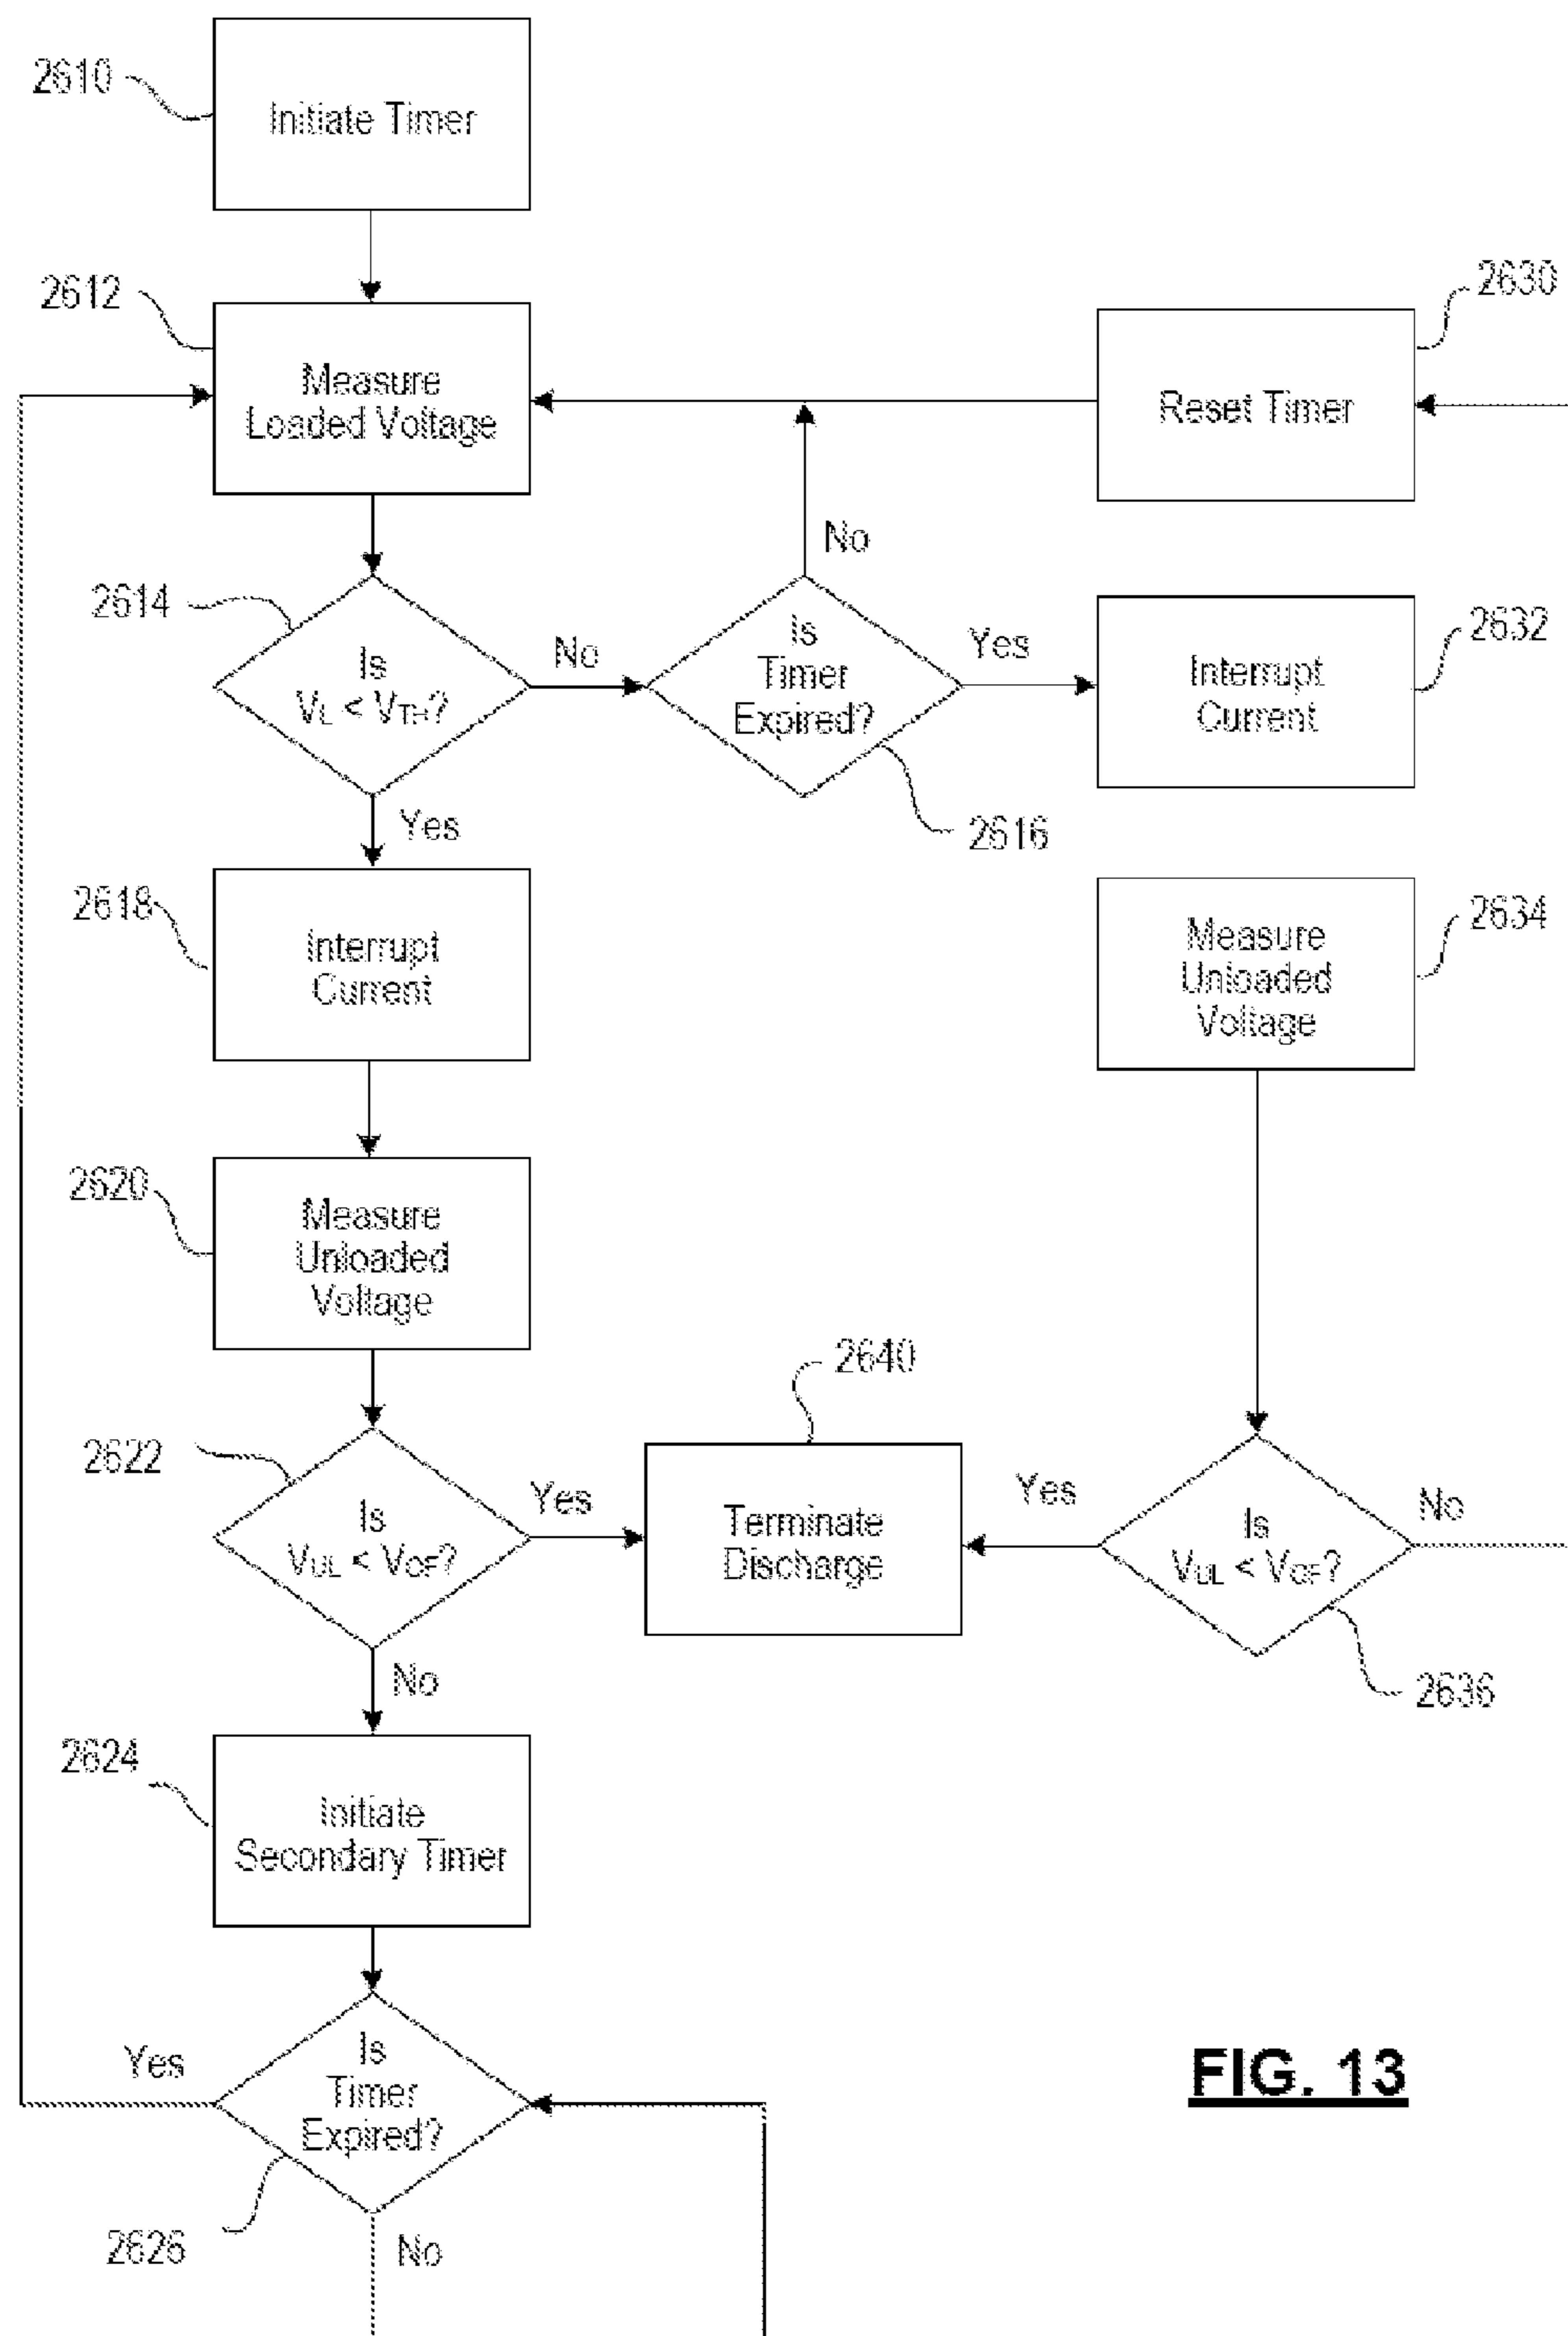 2610
Initiate Timer
2612
Measure
Loaded Voltage
2630
Reset Timer
No
2614
Is
VL < VTH?
No
Is
Timer
Expired?
Yes
2632
Interrupt
Current
2616
Yes
2618
Interrupt
Current
2634
Measure
Unloaded
Voltage
2620
Measure
Unloaded
Voltage
2640
2622
Is
VUL < VCF?
Yes
Terminate
Discharge
Yes
Is
VUL < VCF?
No
2636
No
2624
Initiate
Secondary Timer
Yes
Is
Timer
Expired?
2626
No
FIG. 13